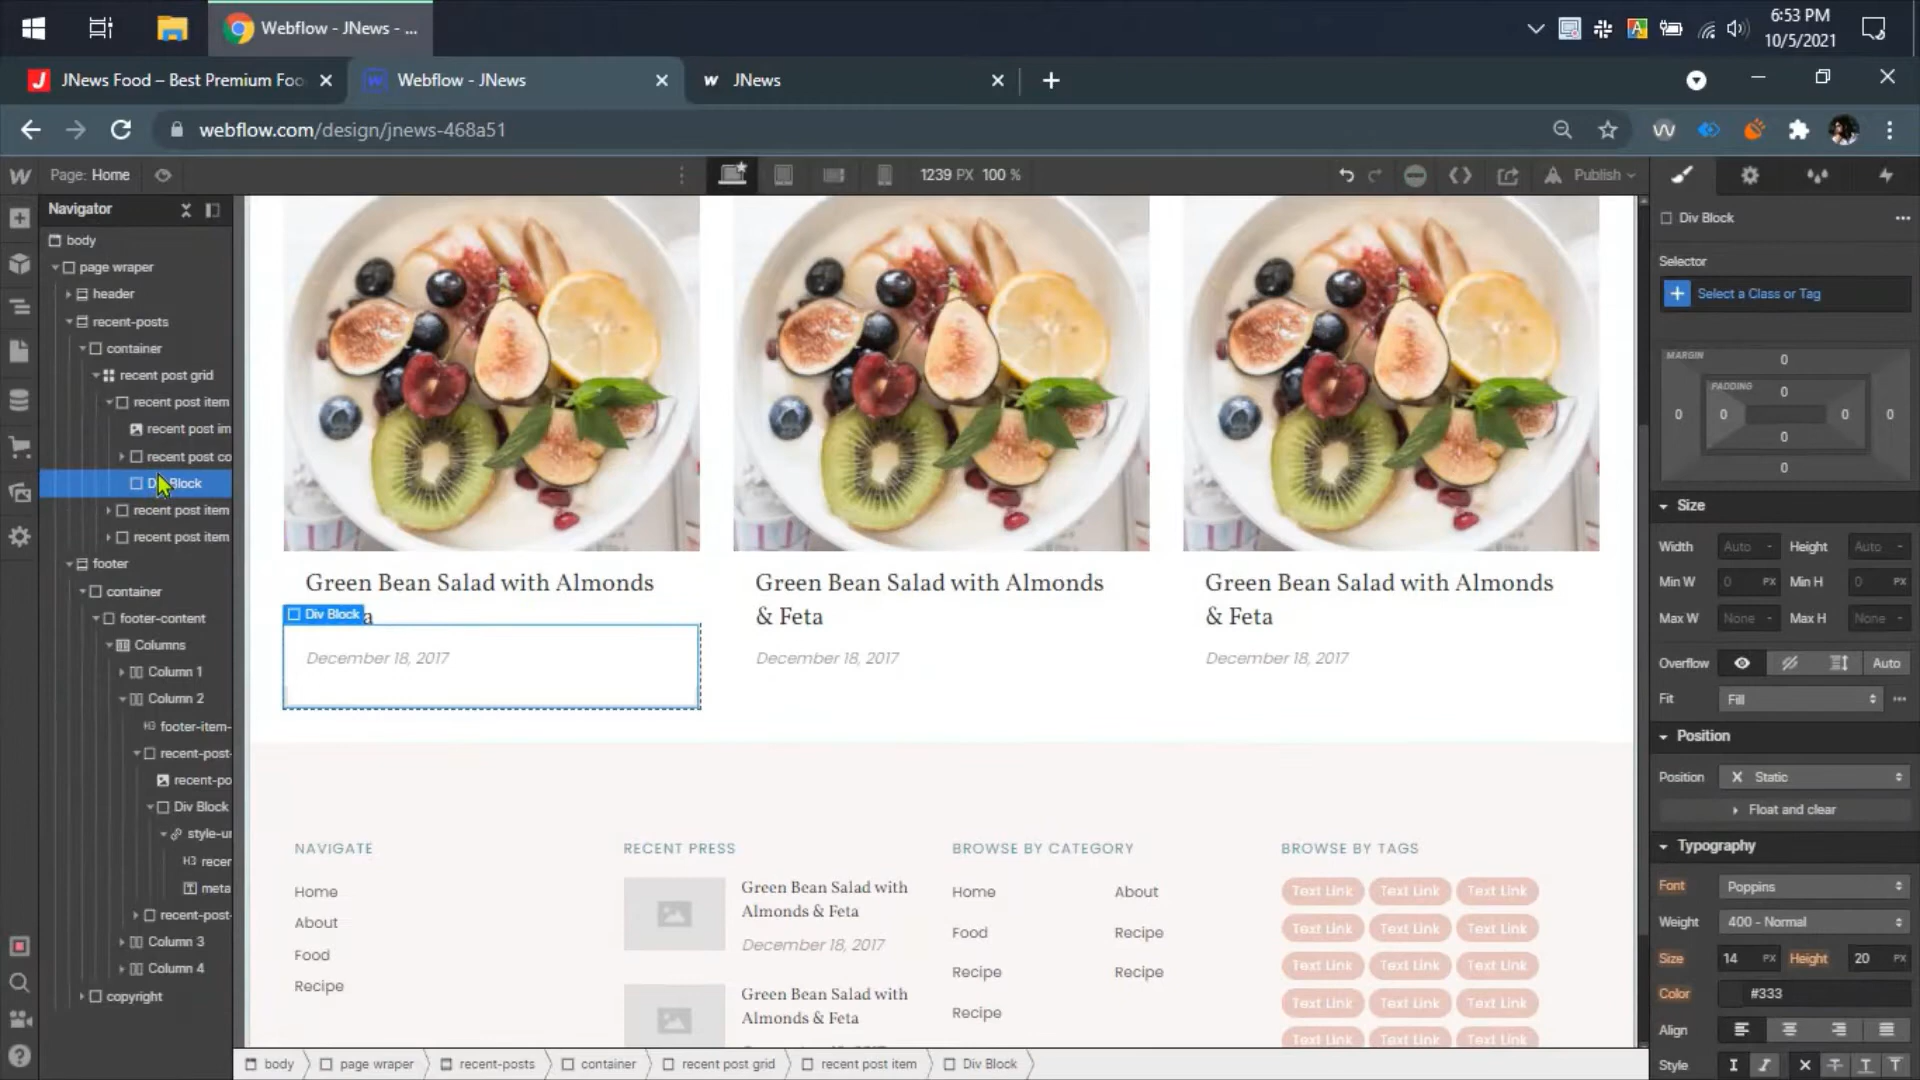 Webflow - JNews - ...
6:53 PM
10/5/2021
JNews Food – Best Premium Foo
Webflow - JNews
JNews
webflow.com/design/jnews-468a51
Page: Home
1239 PX 100 %
Publish
Navigator
body
page wraper
header
recent-posts
container
recent post grid
recent post item
recent post im
recent post co
Div Block
recent post item
recent post item
footer
container
footer-content
Columns
Column 1
Column 2
H3 footer-item-
recent-post-
recent-po
Div Block
style-ur
H3 recer
meta
recent-post-
Column 3
Column 4
copyright
Green Bean Salad with Almonds
Div Block
a
December 18, 2017
Green Bean Salad with Almonds
& Feta
December 18, 2017
Green Bean Salad with Almonds
& Feta
December 18, 2017
NAVIGATE
Home
About
Food
Recipe
RECENT PRESS
Green Bean Salad with
Almonds & Feta
December 18, 2017
Green Bean Salad with
Almonds & Feta
BROWSE BY CATEGORY
Home About
Food Recipe
Recipe Recipe
Recipe
BROWSE BY TAGS
Text Link Text Link Text Link
Text Link Text Link Text Link
Text Link Text Link Text Link
Text Link Text Link Text Link
Text Link Text Link Text Link
body page wraper recent-posts container recent post grid recent post item Div Block
Div Block
Selector
Select a Class or Tag
MARGIN
0
PADDING
0
0 0 0 0
0
0
Size
Width Auto - Height Auto -
Min W 0 PX Min H 0 PX
Max W None - Max H None -
Overflow Auto
Fit Fill
Position
Position Static
Float and clear
Typography
Font Poppins
Weight 400 - Normal
Size 14 PX Height 20 PX
Color #333
Align
Style